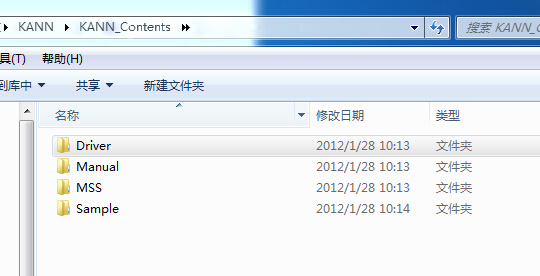 KANN KANN_Contents 搜索 KANN_C
具(T) 帮助(H)
到库中 共享 新建文件夹
名称 修改日期 类型
Driver 2012/1/28 10:13 文件夹
Manual 2012/1/28 10:13 文件夹
MSS 2012/1/28 10:13 文件夹
Sample 2012/1/28 10:14 文件夹